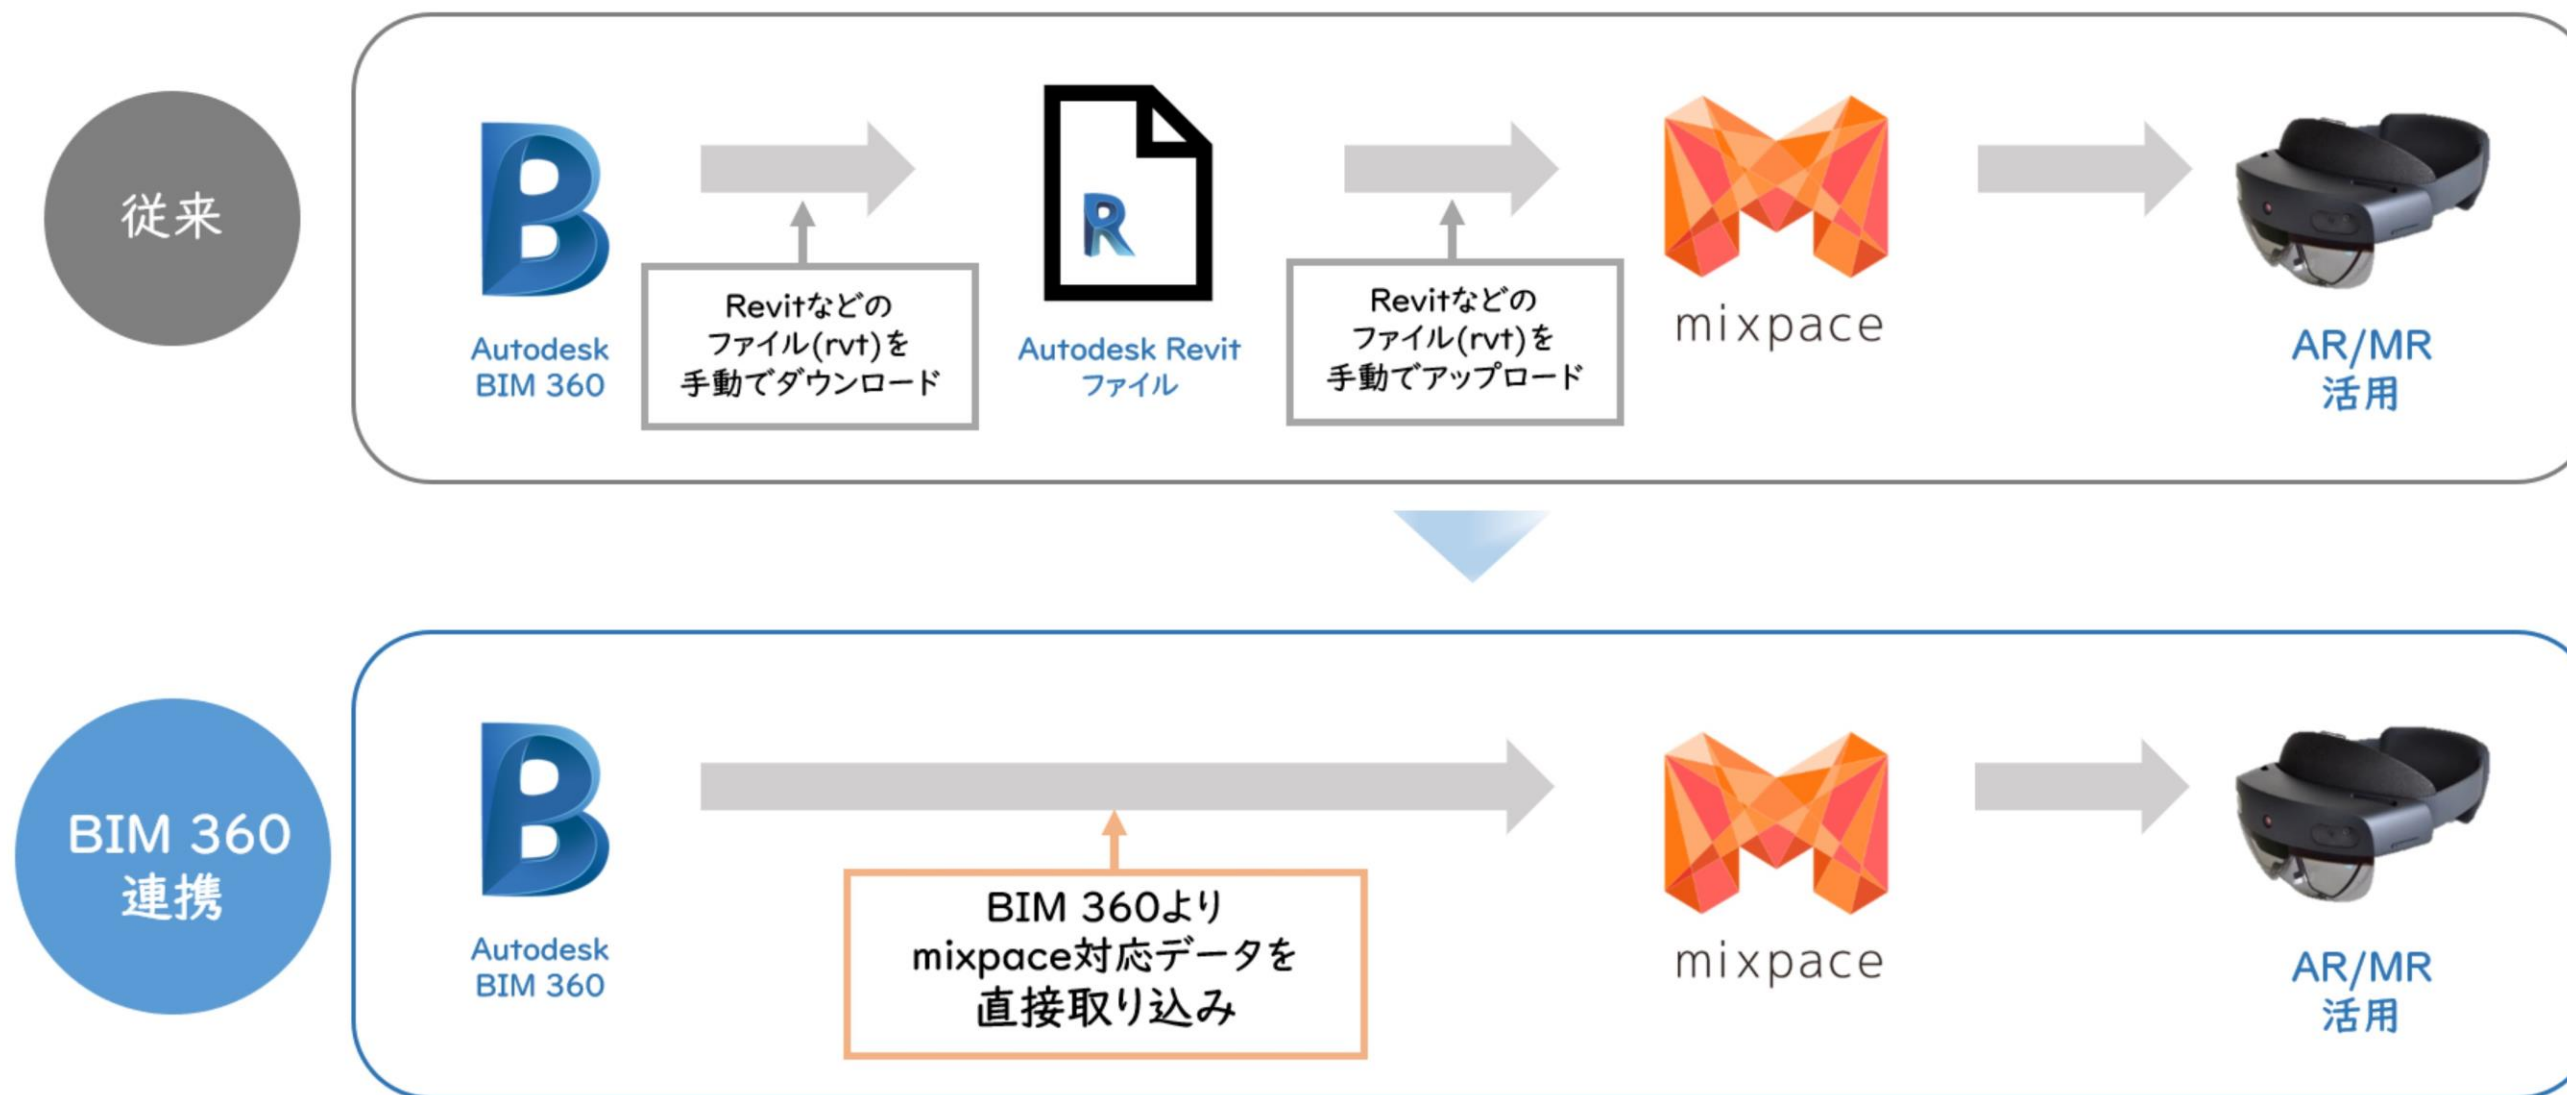 従来
Autodesk
BIM 360
Revitなどの
ファイル(rvt)を
手動でダウンロード
R
Autodesk Revit
ファイル
Revitなどの
ファイル(rvt)を
手動でアップロード
mixpace
AR/MR
活用
BIM 360
連携
Autodesk
BIM 360
BIM 360より
mixpace対応データを
直接取り込み
mixpace
AR/MR
活用